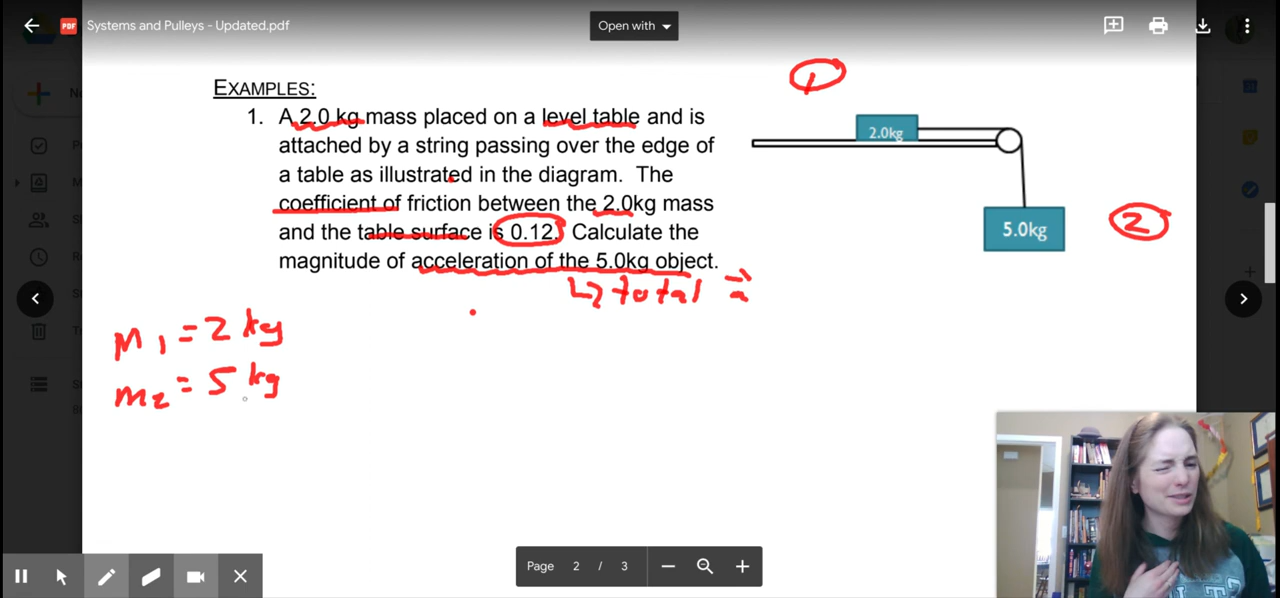 Systems and Pulleys - Updated.pdf
Open with
EXAMPLES:
1. A 2.0 kg mass placed on a level table and is
attached by a string passing over the edge of
a table as illustrated in the diagram. The
coefficient of friction between the 2.0kg mass
and the table surface is 0.12. Calculate the
magnitude of acceleration of the 5.0kg object.
1
2.0kg
5.0kg
2
↳ total a⃗
m1 = 2 kg
m2 = 5 kg
Page 2 / 3